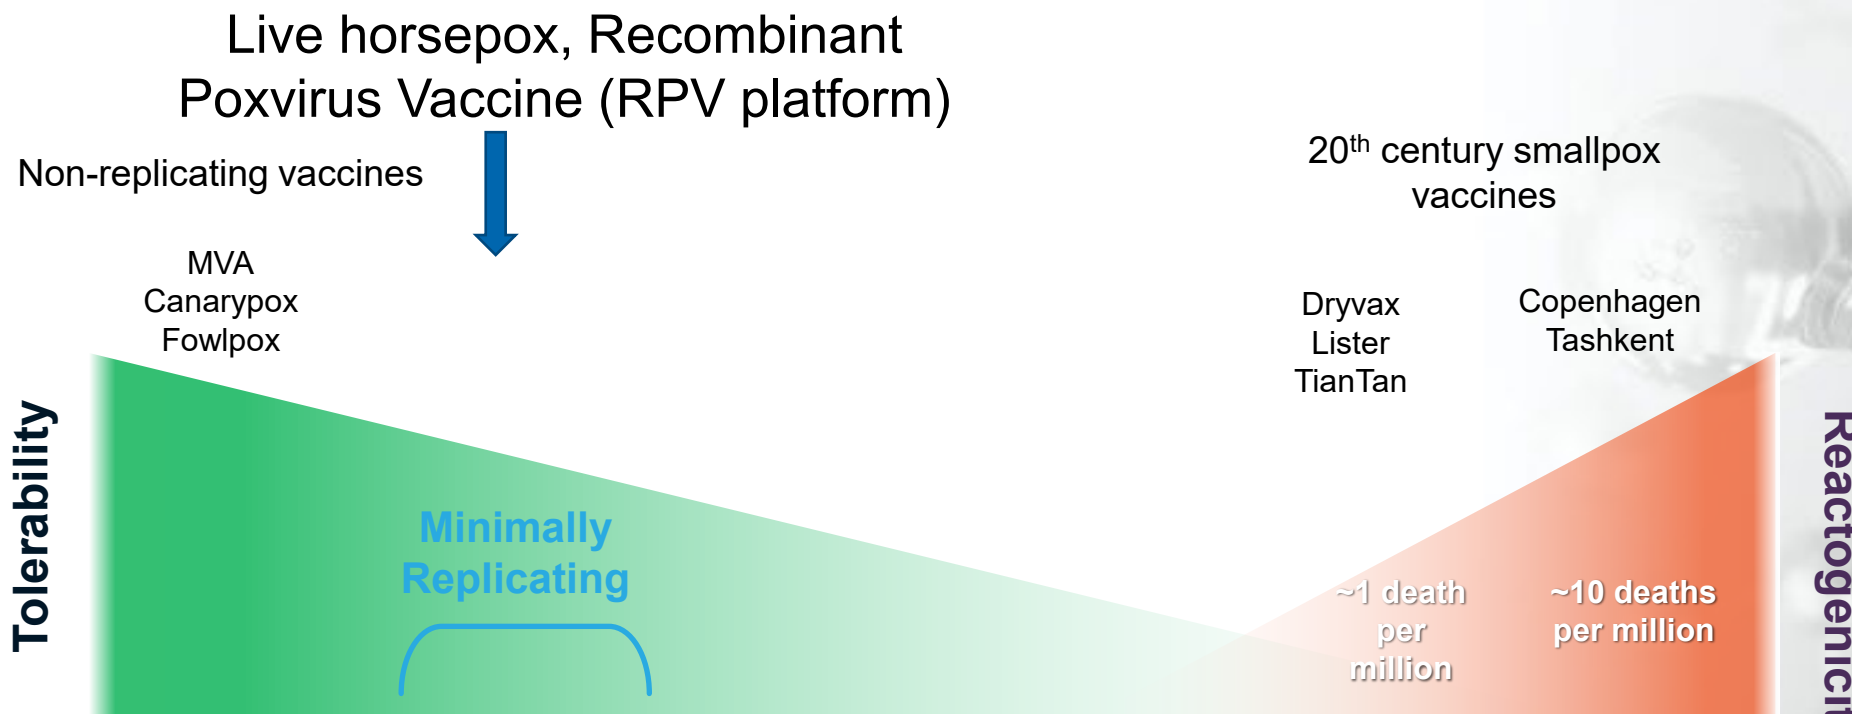 Live horsepox, Recombinant
Poxvirus Vaccine (RPV platform)
Non-replicating vaccines
20th century smallpox
vaccines
MVA
Canarypox
Fowlpox
Dryvax
Lister
TianTan
Copenhagen
Tashkent
Tolerability
Minimally
Replicating
~1 death
per
million
~10 deaths
per million